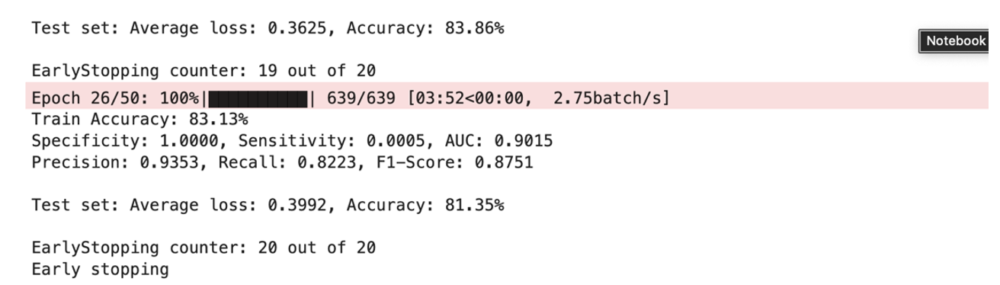 Test set: Average loss: 0.3625, Accuracy: 83.86%
Notebook
EarlyStopping counter: 19 out of 20
Epoch 26/50: 100%|██████████| 639/639 [03:52<00:00,  2.75batch/s]
Train Accuracy: 83.13%
Specificity: 1.0000, Sensitivity: 0.0005, AUC: 0.9015
Precision: 0.9353, Recall: 0.8223, F1-Score: 0.8751
Test set: Average loss: 0.3992, Accuracy: 81.35%
EarlyStopping counter: 20 out of 20
Early stopping